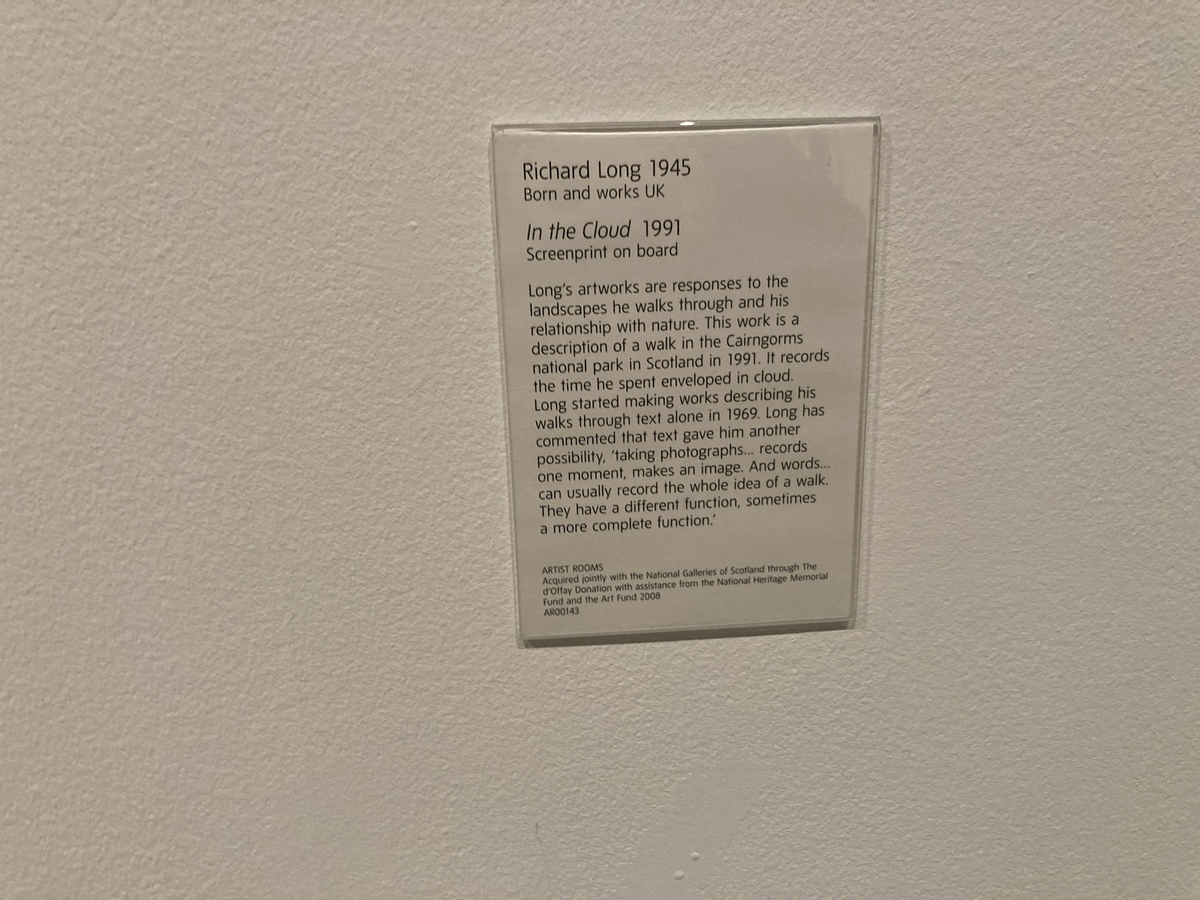 Richard Long 1945
Born and works UK
In the Cloud 1991
Screenprint on board
Long's artworks are responses to the
landscapes he walks through and his
relationship with nature. This work is a
description of a walk in the Cairngorms
national park in Scotland in 1991. It records
the time he spent enveloped in cloud.
Long started making works describing his
walks through text alone in 1969. Long has
commented that text gave him another
possibility, 'taking photographs... records
one moment, makes an image. And words...
can usually record the whole idea of a walk.
They have a different function, sometimes
a more complete function.'
ARTIST ROOMS
Acquired jointly with the National Galleries of Scotland through The
d'Offay Donation with assistance from the National Heritage Memorial
Fund and the Art Fund 2008
AR00143